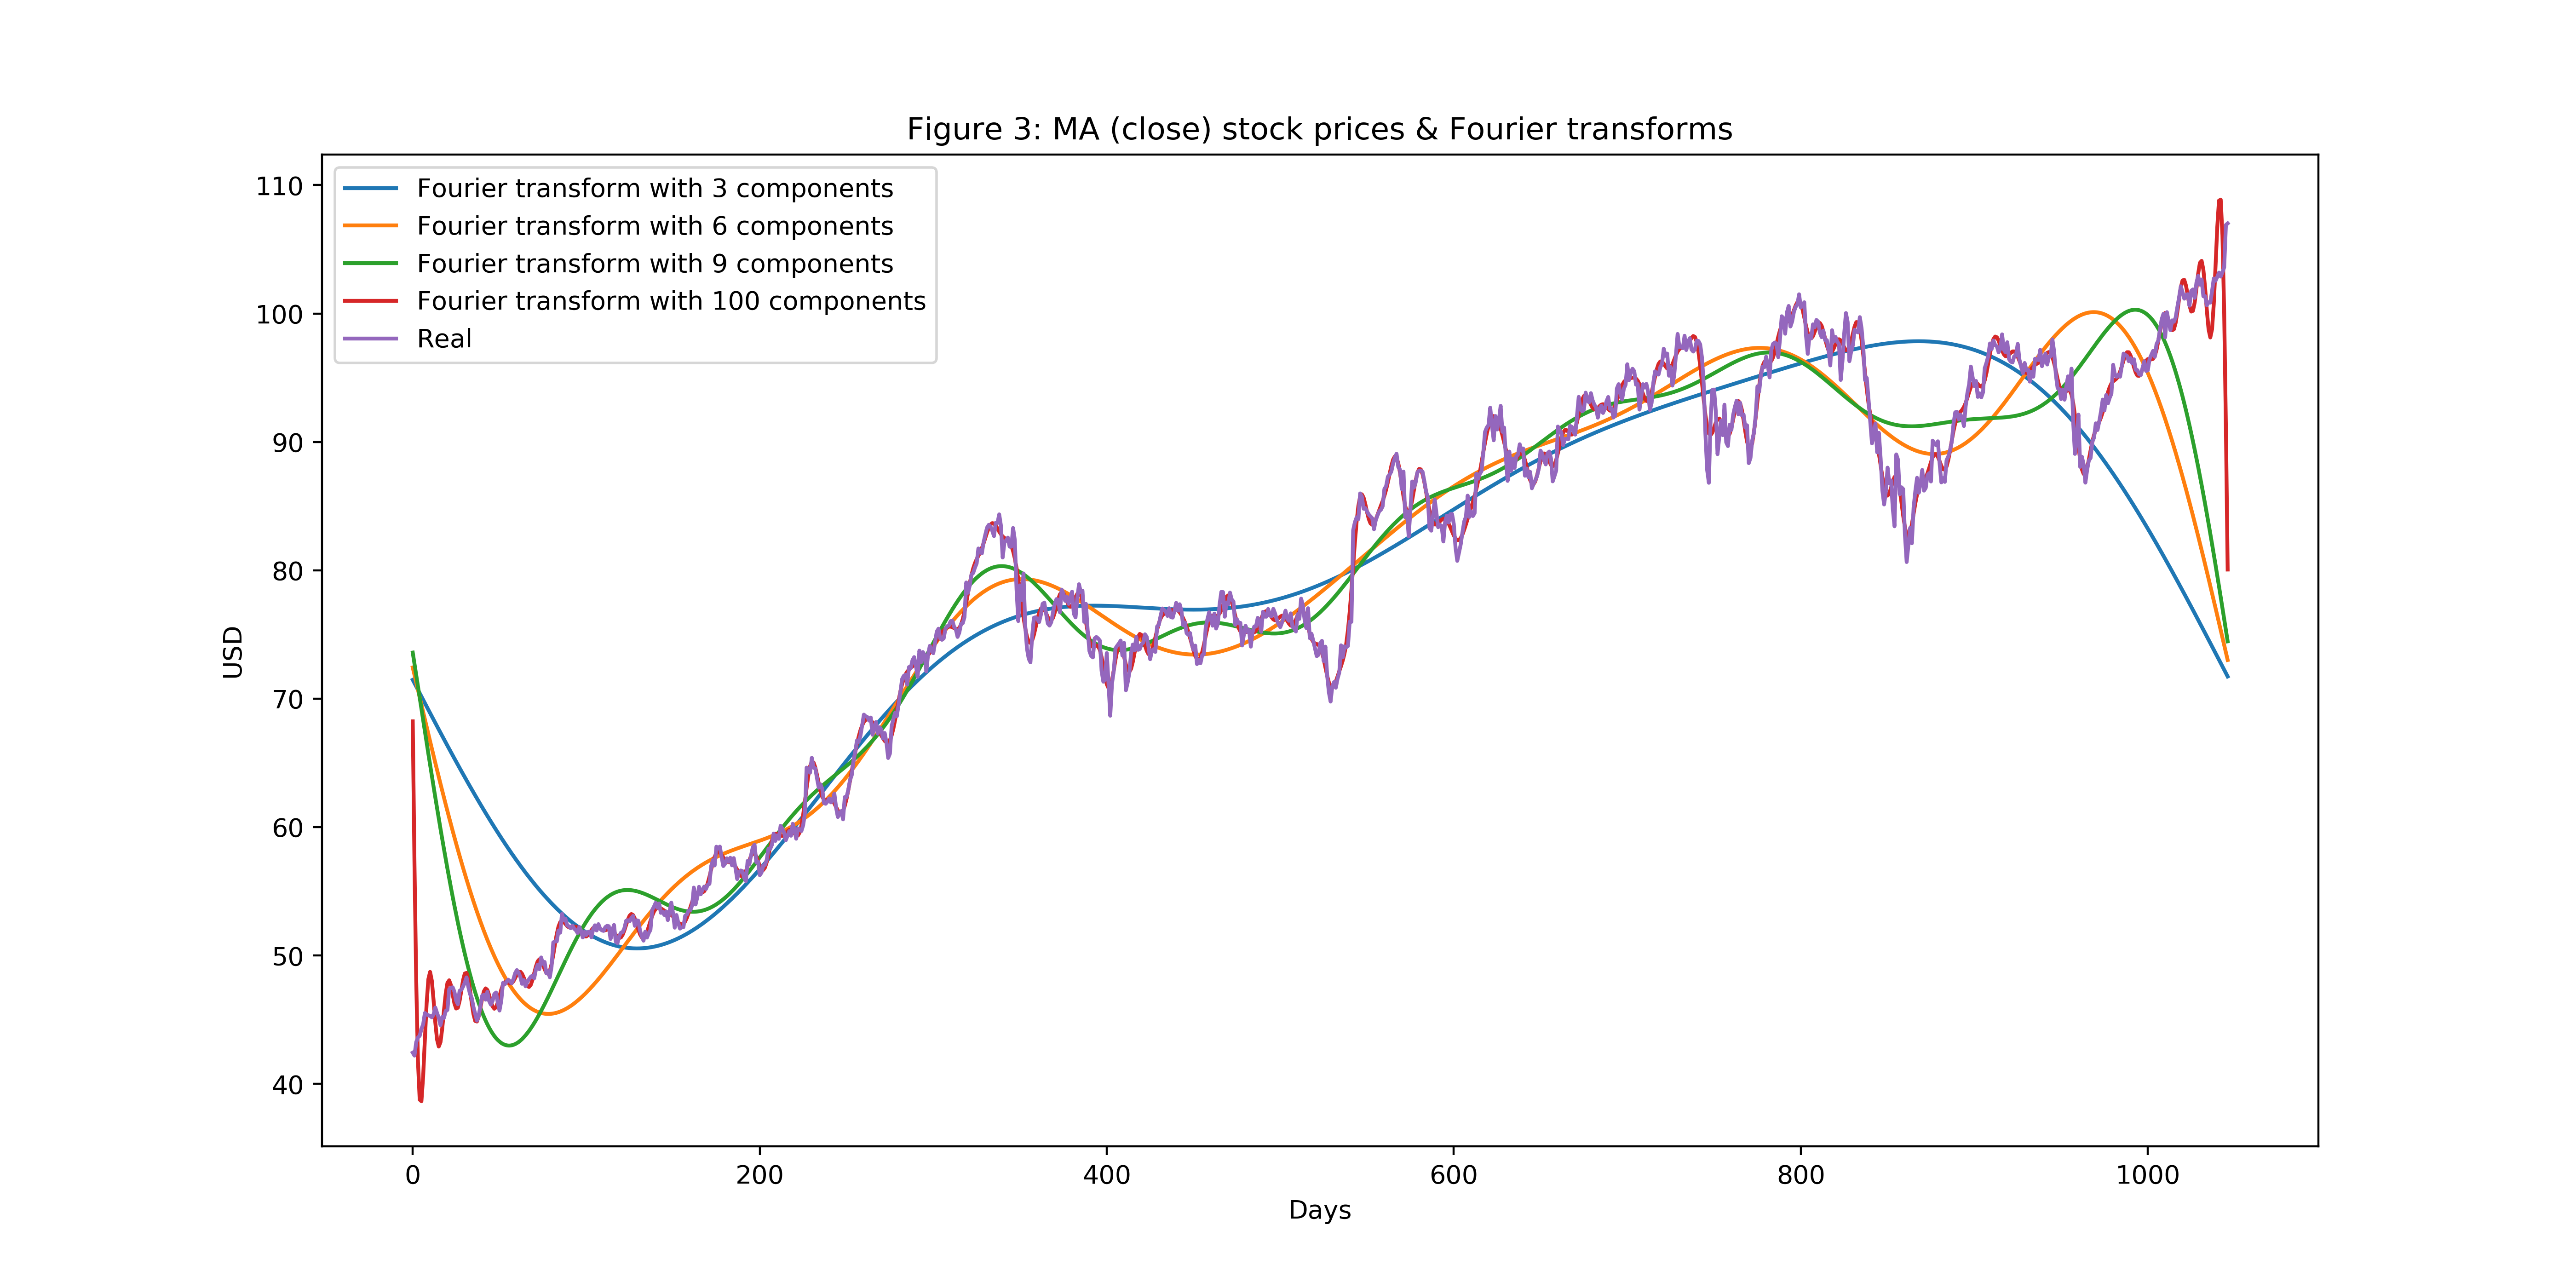 Figure 3: MA (close) stock prices & Fourier transforms
Fourier transform with 3 components
Fourier transform with 6 components
Fourier transform with 9 components
Fourier transform with 100 components
Real
110
100
90
80
70
60
50
40
USD
0 200 400 600 800 1000
Days